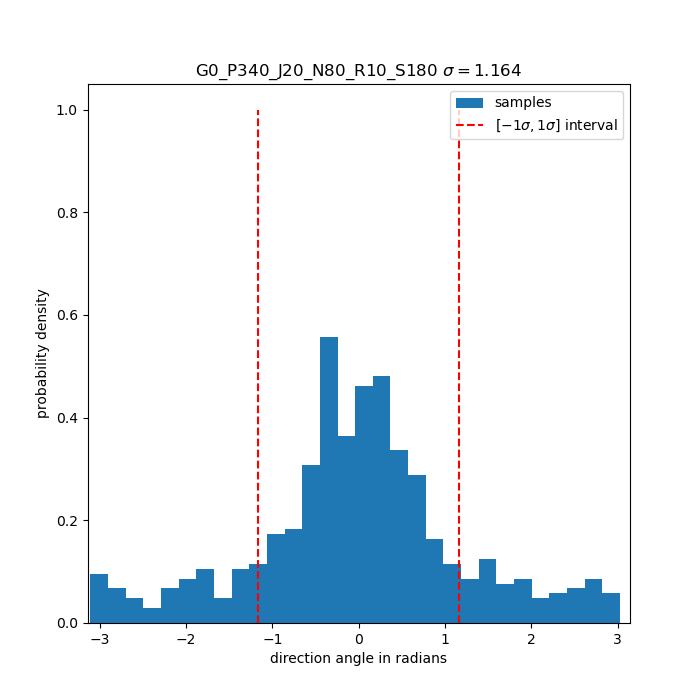 G0_P340_J20_N80_R10_S180 σ = 1.164
samples
[−1σ, 1σ] interval
1.0
0.8
0.6
0.4
0.2
0.0
probability density
−3 −2 −1 0 1 2 3
direction angle in radians